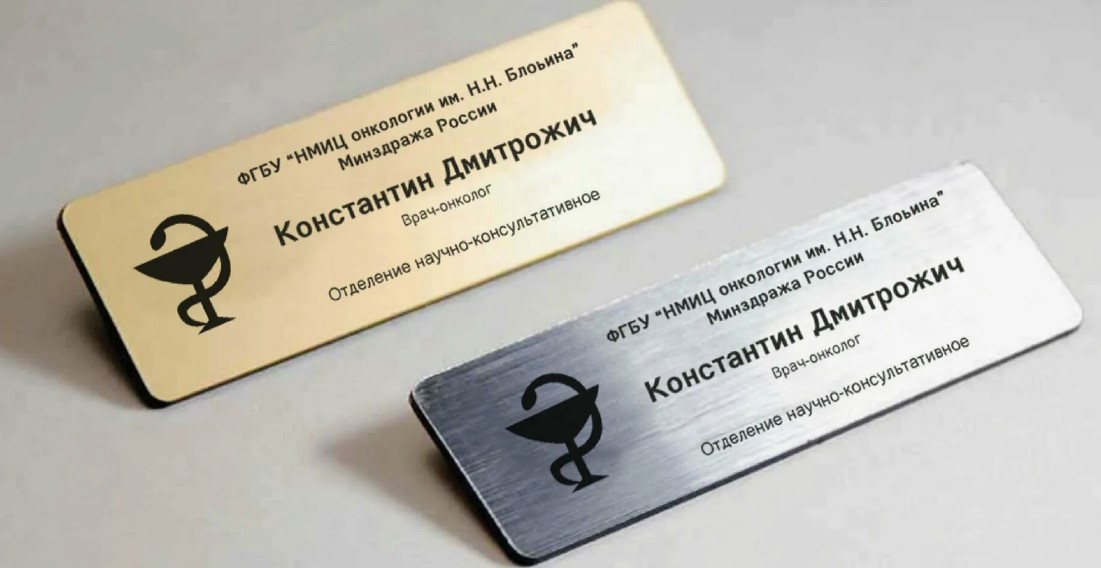 ФГБУ “НМИЦ онкологии им. Н.Н. Блоьина”
Минздража России
Константин Дмитрожич
Врач-онколог
Отделение научно-консультативное
ФГБУ “НМИЦ онкологии им. Н.Н. Блоьина”
Минздража России
Константин Дмитрожич
Врач-онколог
Отделение научно-консультативное